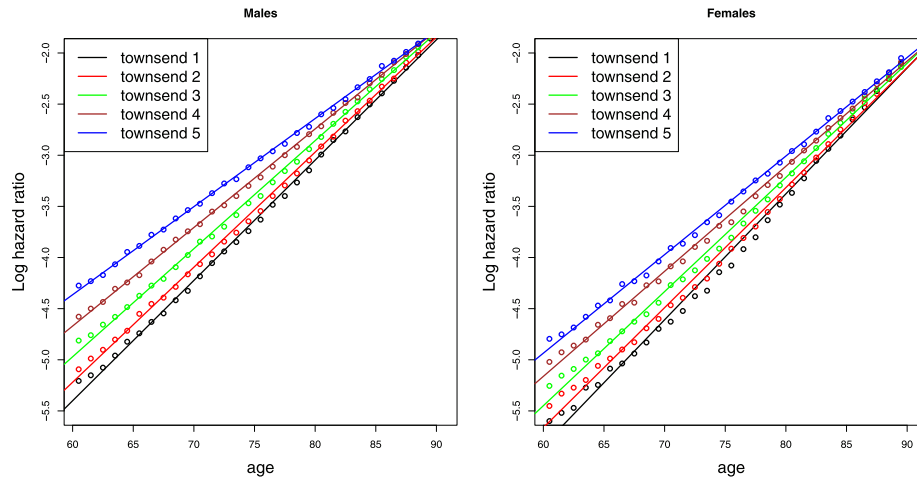 Males
Log hazard ratio
-2.0
-2.5
-3.0
-3.5
-4.0
-4.5
-5.0
-5.5
townsend 1
townsend 2
townsend 3
townsend 4
townsend 5
60 65 70 75 80 85 90
age
Females
Log hazard ratio
-2.0
-2.5
-3.0
-3.5
-4.0
-4.5
-5.0
-5.5
townsend 1
townsend 2
townsend 3
townsend 4
townsend 5
60 65 70 75 80 85 90
age